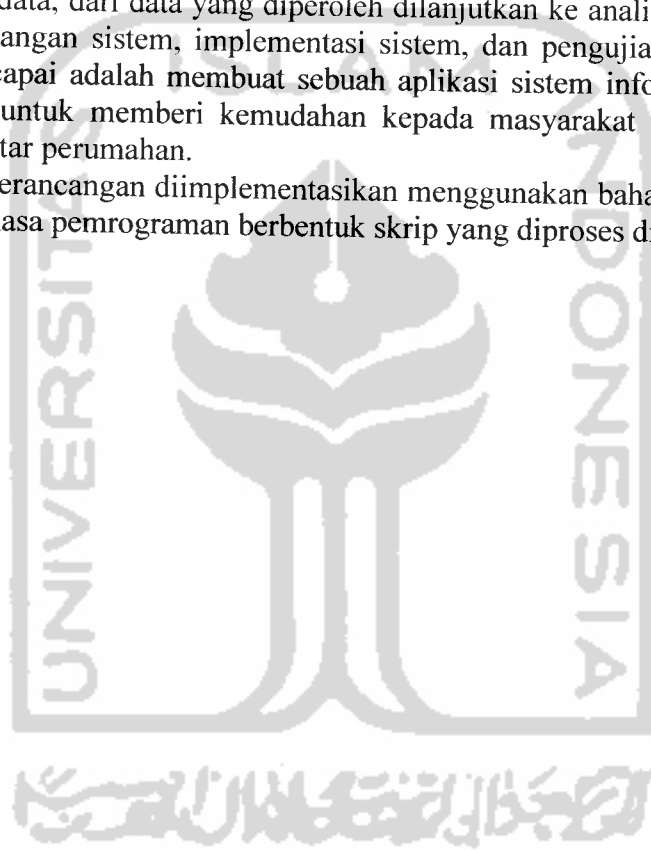 data, dari data yang diperoleh dilanjutkan ke anali
angan sistem, implementasi sistem, dan pengujia
capai adalah membuat sebuah aplikasi sistem info
untuk memberi kemudahan kepada masyarakat
tar perumahan.
erancangan diimplementasikan menggunakan baha
asa pemrograman berbentuk skrip yang diproses di
ISLAM
UNIVERSITAS
INDONESIA